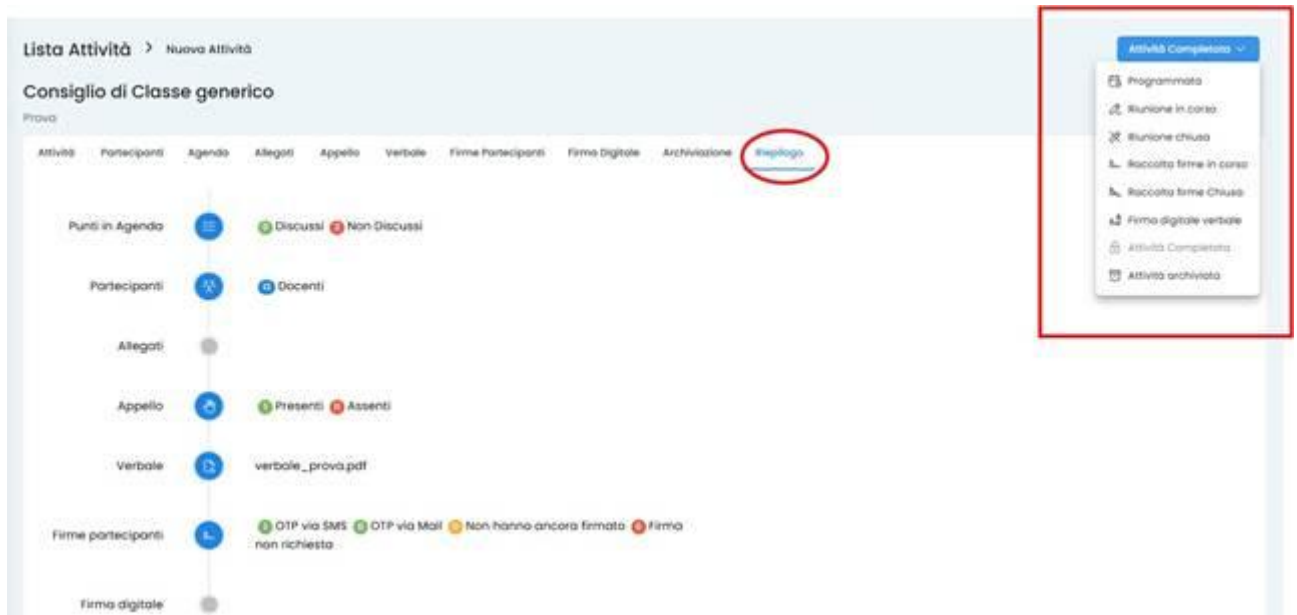 Lista Attività > Nuova Attività
Attività Completata
Consiglio di Classe generico
Prova
Programmata
Riunione in corso
Riunione chiusa
Raccolta firme in corso
Raccolta firme Chiusa
Firma digitale verbale
Attività Completata
Attività archiviata
Attività Partecipanti Agenda Allegati Appello Verbale Firme Partecipanti Firma Digitale Archiviazione Riepilogo
Punti in Agenda Discussi Non Discussi
Partecipanti Docenti
Allegati
Appello Presenti Assenti
Verbale verbale_prova.pdf
Firme partecipanti OTP via SMS OTP via Mail Non hanno ancora firmato Firma
non richiesta
Firma digitale